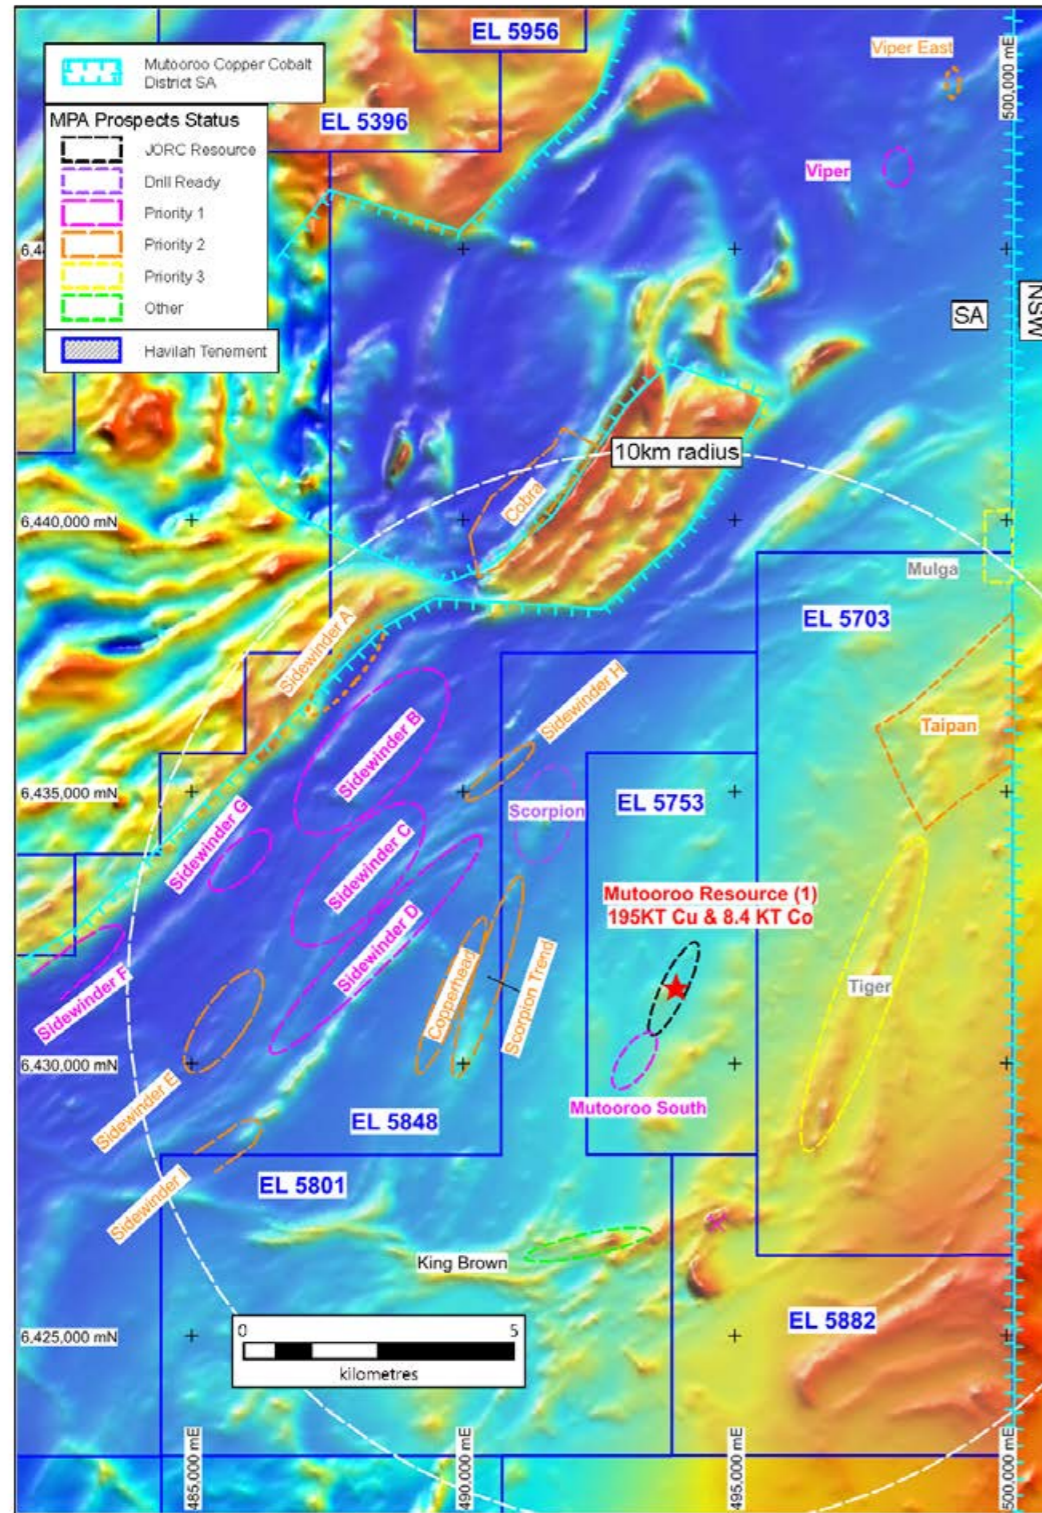 EL 5956
Viper East
500,000 mE
Mutooroo Copper Cobalt
District SA
MPA Prospects Status
JORC Resource
Drill Ready
Priority 1
Priority 2
Priority 3
Other
Havilah Tenement
EL 5396
Viper
6,44
SA
NSW
10km radius
Cobra
6,440,000 mN
Mulga
EL 5703
Sidewinder A
Sidewinder H
Sidewinder B
Taipan
6,435,000 mN
Scorpion
EL 5753
Sidewinder G
Sidewinder C
Mutooroo Resource (1)
195KT Cu & 8.4 KT Co
Sidewinder D
Sidewinder F
Copperhead
Scorpion Trend
Tiger
6,430,000 mN
Sidewinder E
Mutooroo South
EL 5848
Sidewinder I
EL 5801
King Brown
6,425,000 mN
EL 5882
0 5
kilometres
485,000 mE
490,000 mE
495,000 mE
500,000 mE